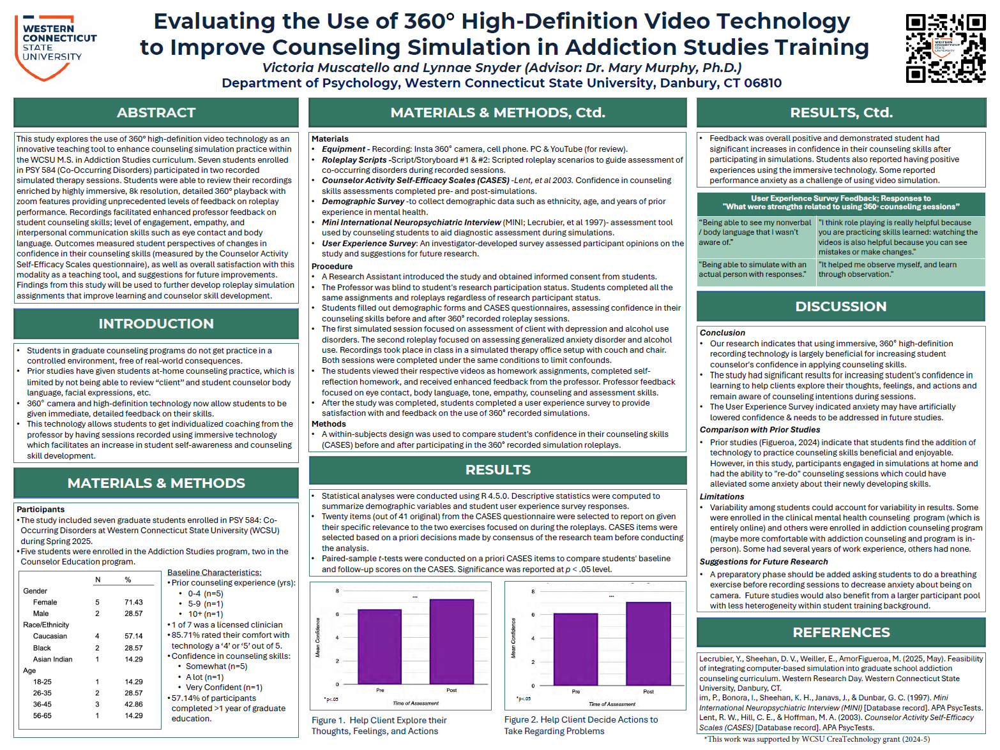 WESTERN
CONNECTICUT
STATE
UNIVERSITY
Evaluating the Use of 360° High-Definition Video Technology
to Improve Counseling Simulation in Addiction Studies Training
Victoria Muscatello and Lynnae Snyder (Advisor: Dr. Mary Murphy, Ph.D.)
Department of Psychology, Western Connecticut State University, Danbury, CT 06810
WESTERN
CONNECTICUT
STATE
UNIVERSITY
ABSTRACT
This study explores the use of 360° high-definition video technology as an
innovative teaching tool to enhance counseling simulation practice within
the WCSU M.S. in Addiction Studies curriculum. Seven students enrolled
in PSY 584 (Co-Occurring Disorders) participated in two recorded
simulated therapy sessions. Students were able to review their recordings
enriched by highly immersive, 8k resolution, detailed 360° playback with
zoom features providing unprecedented levels of feedback on roleplay
performance. Recordings facilitated enhanced professor feedback on
student counseling skills; level of engagement, empathy, and
interpersonal communication skills such as eye contact and body
language. Outcomes measured student perspectives of changes in
confidence in their counseling skills (measured by the Counselor Activity
Self-Efficacy Scales questionnaire), as well as overall satisfaction with this
modality as a teaching tool, and suggestions for future improvements.
Findings from this study will be used to further develop roleplay simulation
assignments that improve learning and counselor skill development.
INTRODUCTION
• Students in graduate counseling programs do not get practice in a
controlled environment, free of real-world consequences.
• Prior studies have given students at-home counseling practice, which is
limited by not being able to review “client” and student counselor body
language, facial expressions, etc.
• 360° camera and high-definition technology now allow students to be
given immediate, detailed feedback on their skills.
• This technology allows students to get individualized coaching from the
professor by having sessions recorded using immersive technology
which facilitates an increase in student self-awareness and counseling
skill development.
MATERIALS & METHODS
Participants
•The study included seven graduate students enrolled in PSY 584: Co-
Occurring Disorders at Western Connecticut State University (WCSU)
during Spring 2025.
•Five students were enrolled in the Addiction Studies program, two in the
Counselor Education program.
N %
Gender
Female 5 71.43
Male 2 28.57
Race/Ethnicity
Caucasian 4 57.14
Black 2 28.57
Asian Indian 1 14.29
Age
18-25 1 14.29
26-35 2 28.57
36-45 3 42.86
56-65 1 14.29
Baseline Characteristics:
•Prior counseling experience (yrs):
• 0-4 (n=5)
• 5-9 (n=1)
• 10+ (n=1)
•1 of 7 was a licensed clinician
•85.71% rated their comfort with
technology a ‘4’ or ‘5’ out of 5.
•Confidence in counseling skills:
• Somewhat (n=5)
• A lot (n=1)
• Very Confident (n=1)
•57.14% of participants
completed >1 year of graduate
education.
MATERIALS & METHODS, Ctd.
Materials
• Equipment - Recording: Insta 360° camera, cell phone. PC & YouTube (for review).
• Roleplay Scripts -Script/Storyboard #1 & #2: Scripted roleplay scenarios to guide assessment of
co-occurring disorders during recorded sessions.
• Counselor Activity Self-Efficacy Scales (CASES) -Lent, et al 2003. Confidence in counseling
skills assessments completed pre- and post-simulations.
• Demographic Survey -to collect demographic data such as ethnicity, age, and years of prior
experience in mental health.
• Mini International Neuropsychiatric Interview (MINI; Lecrubier, et al 1997)- assessment tool
used by counseling students to aid diagnostic assessment during simulations.
• User Experience Survey: An investigator-developed survey assessed participant opinions on the
study and suggestions for future research.
Procedure
• A Research Assistant introduced the study and obtained informed consent from students.
• The Professor was blind to student's research participation status. Students completed all the
same assignments and roleplays regardless of research participant status.
• Students filled out demographic forms and CASES questionnaires, assessing confidence in their
counseling skills before and after 360° recorded roleplay sessions.
• The first simulated session focused on assessment of client with depression and alcohol use
disorders. The second roleplay focused on assessing generalized anxiety disorder and alcohol
use. Recordings took place in class in a simulated therapy office setup with couch and chair.
Both sessions were completed under the same conditions to limit confounds.
• The students viewed their respective videos as homework assignments, completed self-
reflection homework, and received enhanced feedback from the professor. Professor feedback
focused on eye contact, body language, tone, empathy, counseling and assessment skills.
• After the study was completed, students completed a user experience survey to provide
satisfaction with and feedback on the use of 360° recorded simulations.
Methods
• A within-subjects design was used to compare student's confidence in their counseling skills
(CASES) before and after participating in the 360° recorded simulation roleplays.
RESULTS
• Statistical analyses were conducted using R 4.5.0. Descriptive statistics were computed to
summarize demographic variables and student user experience survey responses.
• Twenty items (out of 41 original) from the CASES questionnaire were selected to report on given
their specific relevance to the two exercises focused on during the roleplays. CASES items were
selected based on a priori decisions made by consensus of the research team before conducting
the analysis.
• Paired-sample t-tests were conducted on a priori CASES items to compare students' baseline
and follow-up scores on the CASES. Significance was reported at p < .05 level.
Mean Confidence
8
6
4
2
0
Pre Post
*p<.05
Time of Assessment
Figure 1. Help Client Explore their
Thoughts, Feelings, and Actions
Mean Confidence
8
6
4
2
0
Pre Post
*p<.05
Time of Assessment
Figure 2. Help Client Decide Actions to
Take Regarding Problems
RESULTS, Ctd.
• Feedback was overall positive and demonstrated student had
significant increases in confidence in their counseling skills after
participating in simulations. Students also reported having positive
experiences using the immersive technology. Some reported
performance anxiety as a challenge of using video simulation.
User Experience Survey Feedback; Responses to
"What were strengths related to using 360° counseling sessions”
“Being able to see my nonverbal
/ body language that I wasn't
aware of.”
"I think role playing is really helpful because
you are practicing skills learned: watching the
videos is also helpful because you can see
mistakes or make changes."
"Being able to simulate with an
actual person with responses."
"It helped me observe myself, and learn
through observation."
DISCUSSION
Conclusion
• Our research indicates that using immersive, 360° high-definition
recording technology is largely beneficial for increasing student
counselor's confidence in applying counseling skills.
• The study had significant results for increasing student's confidence in
learning to help clients explore their thoughts, feelings, and actions and
remain aware of counseling intentions during sessions.
• The User Experience Survey indicated anxiety may have artificially
lowered confidence & needs to be addressed in future studies.
Comparison with Prior Studies
• Prior studies (Figueroa, 2024) indicate that students find the addition of
technology to practice counseling skills beneficial and enjoyable.
However, in this study, participants engaged in simulations at home and
had the ability to "re-do" counseling sessions which could have
alleviated some anxiety about their newly developing skills.
Limitations
• Variability among students could account for variability in results. Some
were enrolled in the clinical mental health counseling program (which is
entirely online) and others were enrolled in addiction counseling program
(maybe more comfortable with addiction counseling and program is in-
person). Some had several years of work experience, others had none.
Suggestions for Future Research
• A preparatory phase should be added asking students to do a breathing
exercise before recording sessions to decrease anxiety about being on
camera. Future studies would also benefit from a larger participant pool
with less heterogeneity within student training background.
REFERENCES
Lecrubier, Y., Sheehan, D. V., Weiller, E., AmorFigueroa, M. (2025, May). Feasibility
of integrating computer-based simulation into graduate school addiction
counseling curriculum. Western Research Day. Western Connecticut State
University, Danbury, CT.
im, P., Bonora, I., Sheehan, K. H., Janavs, J., & Dunbar, G. C. (1997). Mini
International Neuropsychiatric Interview (MINI) [Database record]. APA PsycTests.
Lent, R. W., Hill, C. E., & Hoffman, M. A. (2003). Counselor Activity Self-Efficacy
Scales (CASES) [Database record]. APA PsycTests.
*This work was supported by WCSU CreaTechnology grant (2024-5)